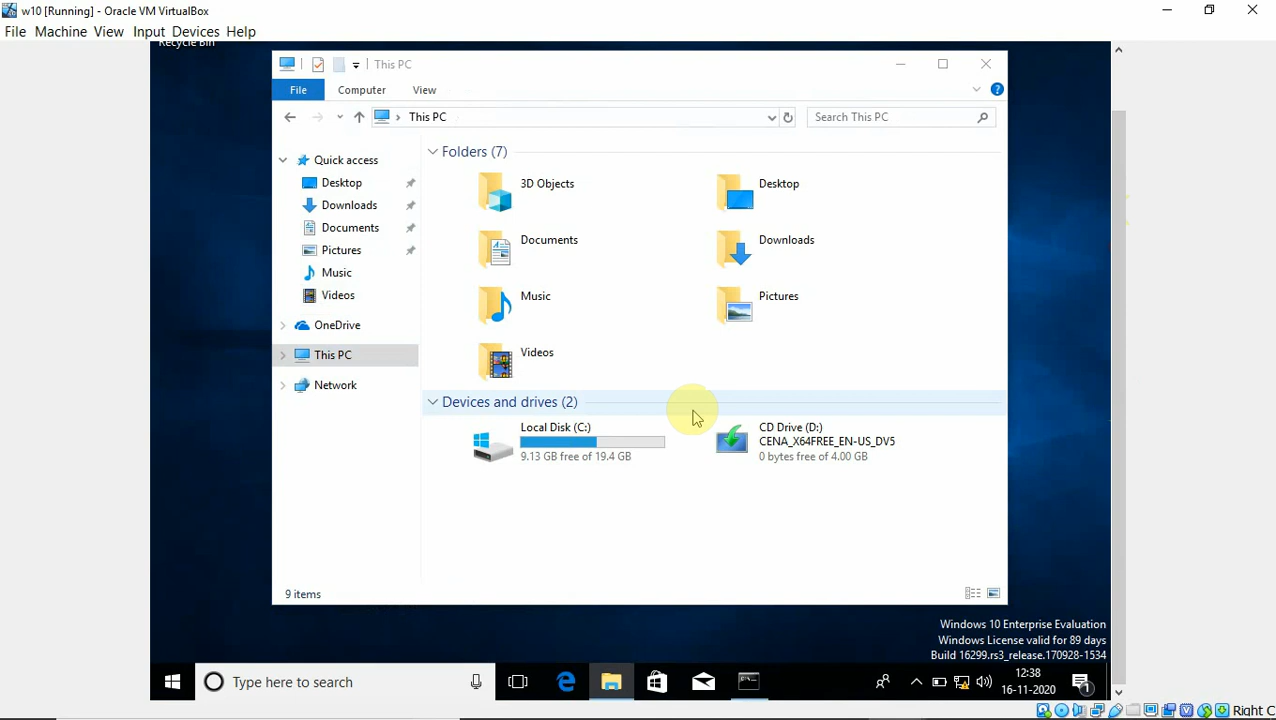 w10 [Running] - Oracle VM VirtualBox
File Machine View Input Devices Help
Recycle Bin
This PC
File Computer View
This PC
Search This PC
Quick access
Desktop
Downloads
Documents
Pictures
Music
Videos
OneDrive
This PC
Network
Folders (7)
3D Objects
Desktop
Documents
Downloads
Music
Pictures
Videos
Devices and drives (2)
Local Disk (C:)
9.13 GB free of 19.4 GB
CD Drive (D:)
CENA_X64FREE_EN-US_DV5
0 bytes free of 4.00 GB
9 items
Windows 10 Enterprise Evaluation
Windows License valid for 89 days
Build 16299.rs3_release.170928-1534
Type here to search
12:38
16-11-2020
1
Right C